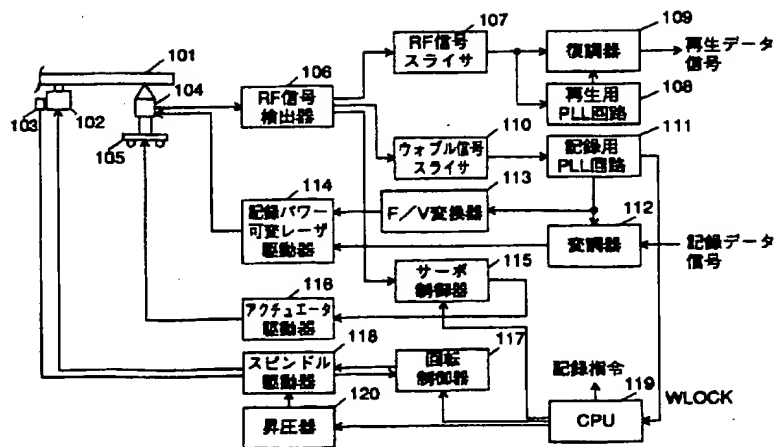 101
104
103
102
105
106
RF信号
検出器
107
RF信号
スライサ
109
復調器
再生データ
信号
108
再生用
PLL回路
110
ウォブル信号
スライサ
111
記録用
PLL回路
114
記録パワー
可変レーザ
駆動器
113
F/V変換器
112
変調器
記録データ
信号
115
サーボ
制御器
116
アクチュエータ
駆動器
118
スピンドル
駆動器
117
回転
制御器
120
昇圧器
記録指令
119
CPU
WLOCK